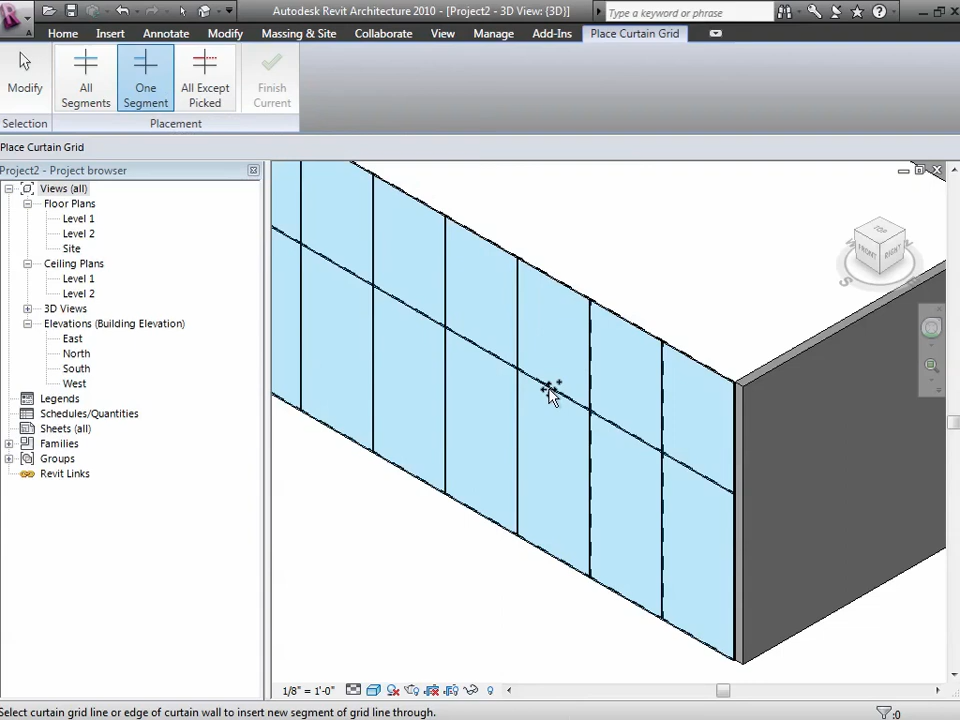 Autodesk Revit Architecture 2010 - [Project2 - 3D View: {3D}]
Type a keyword or phrase
Home Insert Annotate Modify Massing & Site Collaborate View Manage Add-Ins Place Curtain Grid
Modify
All Segments
One Segment
All Except Picked
Finish Current
Selection
Placement
Place Curtain Grid
Project2 - Project browser
Views (all)
Floor Plans
Level 1
Level 2
Site
Ceiling Plans
Level 1
Level 2
3D Views
Elevations (Building Elevation)
East
North
South
West
Legends
Schedules/Quantities
Sheets (all)
Families
Groups
Revit Links
TOP
FRONT
RIGHT
S
1/8" = 1'-0"
Select curtain grid line or edge of curtain wall to insert new segment of grid line through.
:0